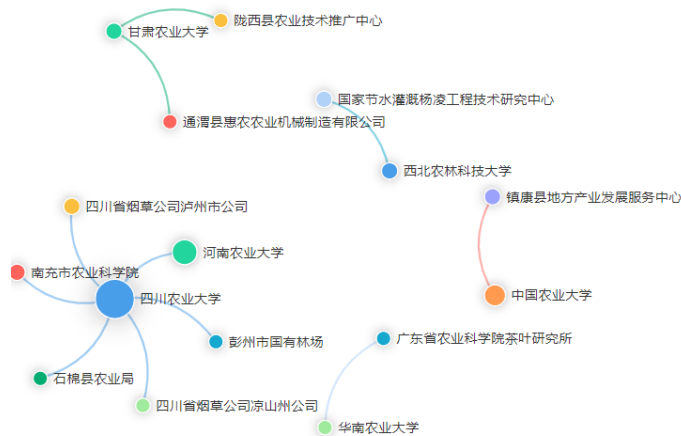 陇西县农业技术推广中心
甘肃农业大学
国家节水灌溉杨凌工程技术研究中心
通渭县惠农农业机械制造有限公司
西北农林科技大学
镇康县地方产业发展服务中心
四川省烟草公司泸州市公司
河南农业大学
南充市农业科学院
四川农业大学
中国农业大学
彭州市国有林场
广东省农业科学院茶叶研究所
石棉县农业局
四川省烟草公司凉山州公司
华南农业大学